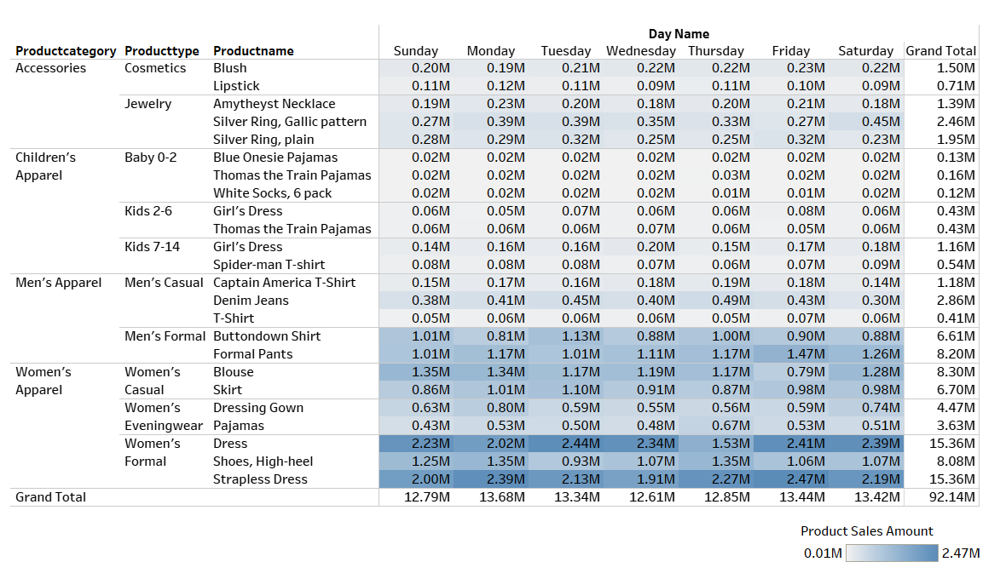 Day Name
Productcategory Producttype Productname Sunday Monday Tuesday Wednesday Thursday Friday Saturday Grand Total
Accessories Cosmetics Blush 0.20M 0.19M 0.21M 0.22M 0.22M 0.23M 0.22M 1.50M
Lipstick 0.11M 0.12M 0.11M 0.09M 0.11M 0.10M 0.09M 0.71M
Jewelry Amytheyst Necklace 0.19M 0.23M 0.20M 0.18M 0.20M 0.21M 0.18M 1.39M
Silver Ring, Gallic pattern 0.27M 0.39M 0.39M 0.35M 0.33M 0.27M 0.45M 2.46M
Silver Ring, plain 0.28M 0.29M 0.32M 0.25M 0.25M 0.32M 0.23M 1.95M
Children's Baby 0-2 Blue Onesie Pajamas 0.02M 0.02M 0.02M 0.02M 0.02M 0.02M 0.02M 0.13M
Apparel Thomas the Train Pajamas 0.02M 0.02M 0.02M 0.02M 0.03M 0.02M 0.02M 0.16M
White Socks, 6 pack 0.02M 0.02M 0.02M 0.02M 0.01M 0.01M 0.02M 0.12M
Kids 2-6 Girl's Dress 0.06M 0.05M 0.07M 0.06M 0.06M 0.08M 0.06M 0.43M
Thomas the Train Pajamas 0.06M 0.06M 0.06M 0.07M 0.06M 0.05M 0.06M 0.43M
Kids 7-14 Girl's Dress 0.14M 0.16M 0.16M 0.20M 0.15M 0.17M 0.18M 1.16M
Spider-man T-shirt 0.08M 0.08M 0.08M 0.07M 0.06M 0.07M 0.09M 0.54M
Men's Apparel Men's Casual Captain America T-Shirt 0.15M 0.17M 0.16M 0.18M 0.19M 0.18M 0.14M 1.18M
Denim Jeans 0.38M 0.41M 0.45M 0.40M 0.49M 0.43M 0.30M 2.86M
T-Shirt 0.05M 0.06M 0.06M 0.06M 0.05M 0.07M 0.06M 0.41M
Men's Formal Buttondown Shirt 1.01M 0.81M 1.13M 0.88M 1.00M 0.90M 0.88M 6.61M
Formal Pants 1.01M 1.17M 1.01M 1.11M 1.17M 1.47M 1.26M 8.20M
Women's Women's Blouse 1.35M 1.34M 1.17M 1.19M 1.17M 0.79M 1.28M 8.30M
Apparel Casual Skirt 0.86M 1.01M 1.10M 0.91M 0.87M 0.98M 0.98M 6.70M
Women's Dressing Gown 0.63M 0.80M 0.59M 0.55M 0.56M 0.59M 0.74M 4.47M
Eveningwear Pajamas 0.43M 0.53M 0.50M 0.48M 0.67M 0.53M 0.51M 3.63M
Women's Dress 2.23M 2.02M 2.44M 2.34M 1.53M 2.41M 2.39M 15.36M
Formal Shoes, High-heel 1.25M 1.35M 0.93M 1.07M 1.35M 1.06M 1.07M 8.08M
Strapless Dress 2.00M 2.39M 2.13M 1.91M 2.27M 2.47M 2.19M 15.36M
Grand Total 12.79M 13.68M 13.34M 12.61M 12.85M 13.44M 13.42M 92.14M
Product Sales Amount
0.01M 2.47M